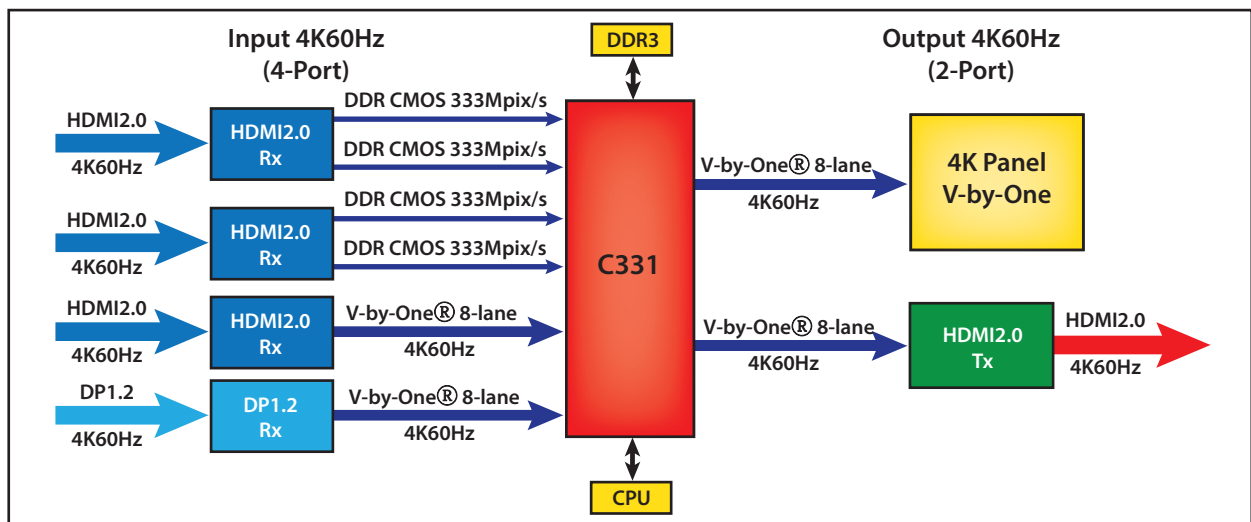 Input 4K60Hz
(4-Port)
DDR3
Output 4K60Hz
(2-Port)
HDMI2.0
4K60Hz
HDMI2.0
Rx
DDR CMOS 333Mpix/s
DDR CMOS 333Mpix/s
HDMI2.0
4K60Hz
HDMI2.0
Rx
DDR CMOS 333Mpix/s
DDR CMOS 333Mpix/s
HDMI2.0
4K60Hz
HDMI2.0
Rx
V-by-One® 8-lane
4K60Hz
DP1.2
4K60Hz
DP1.2
Rx
V-by-One® 8-lane
4K60Hz
C331
CPU
V-by-One® 8-lane
4K60Hz
4K Panel
V-by-One
V-by-One® 8-lane
4K60Hz
HDMI2.0
Tx
HDMI2.0
4K60Hz